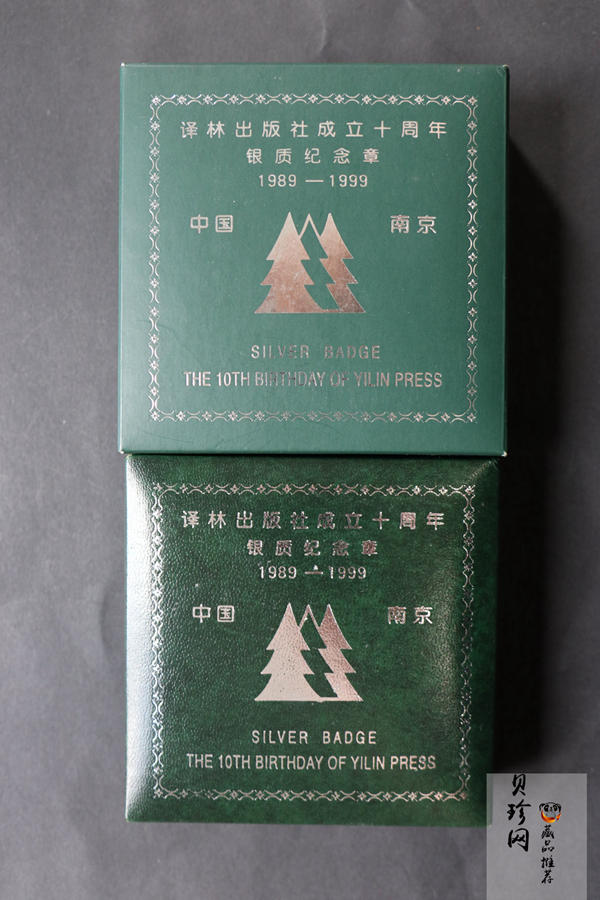 译林出版社成立十周年
银质纪念章
1989—1999
中国 南京
SILVER BADGE
THE 10TH BIRTHDAY OF YILIN PRESS
译林出版社成立十周年
银质纪念章
1989—1999
中国 南京
SILVER BADGE
THE 10TH BIRTHDAY OF YILIN PRESS
贝珍网
藏品推荐